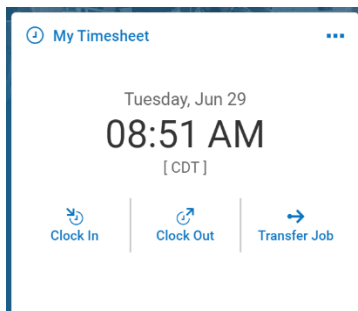 My Timesheet
Tuesday, Jun 29
08:51 AM
[ CDT ]
Clock In
Clock Out
Transfer Job